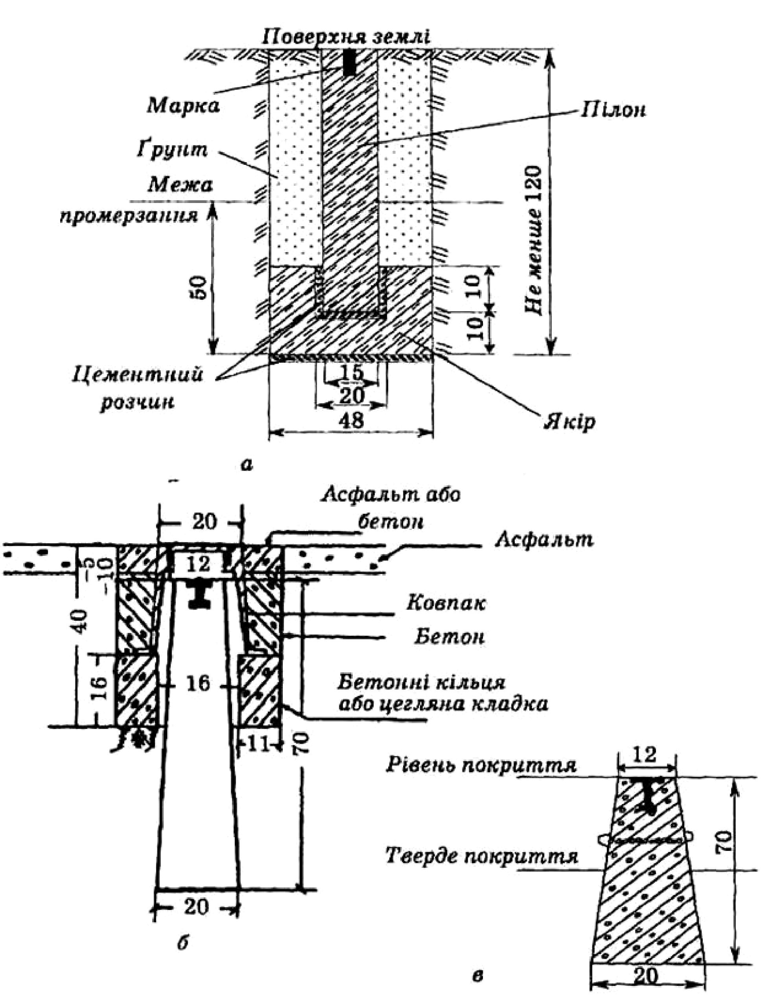 Поверхня землі
Марка
Пілон
Ґрунт
Межа
промерзання
50
10
10
Не менше 120
Цементний
розчин
15
20
48
Якір
а
Асфальт або
бетон
20
Асфальт
12
–5
–10
40
Ковпак
Бетон
16
16
Бетонні кільця
або цегляна кладка
11
70
20
б
12
Рівень покриття
70
Тверде покриття
20
в